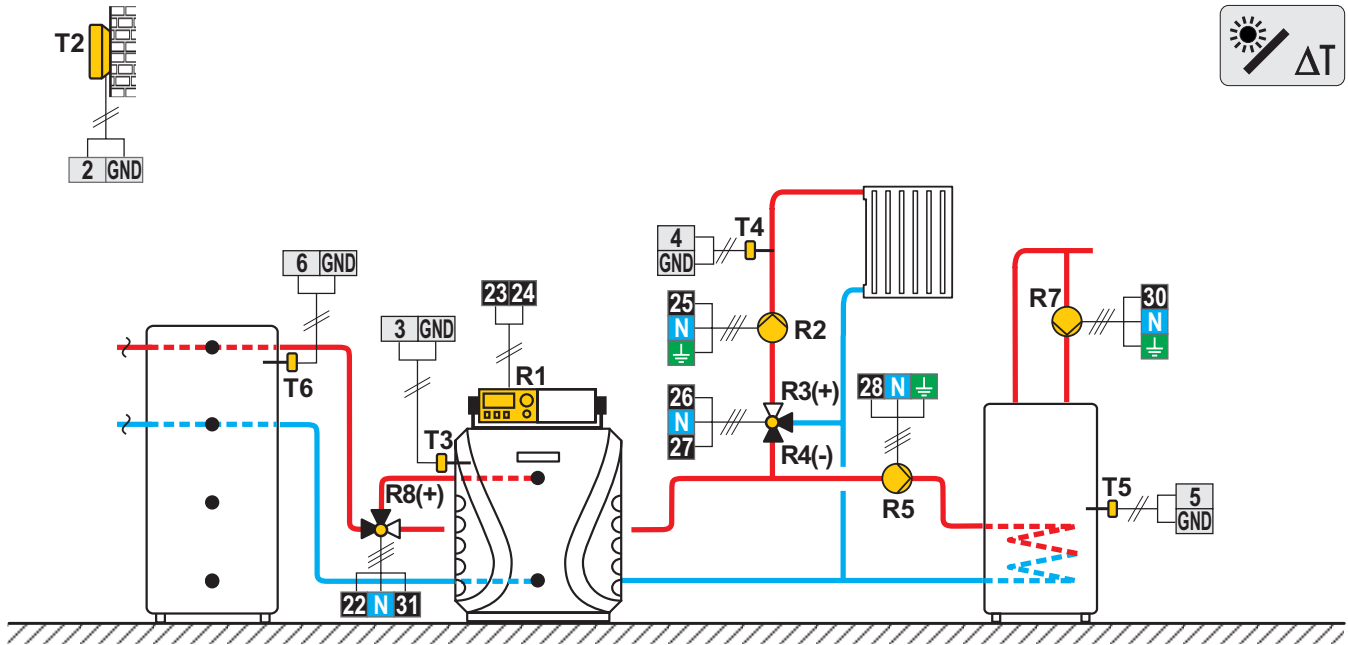 T2
2 GND
ΔT
6 GND
T6
3 GND
T3
23 24
R1
R8(+)
22 N 31
4
GND
T4
25
N
R2
26
N
27
R3(+)
R4(-)
28 N
R5
R7
30
N
T5
5
GND